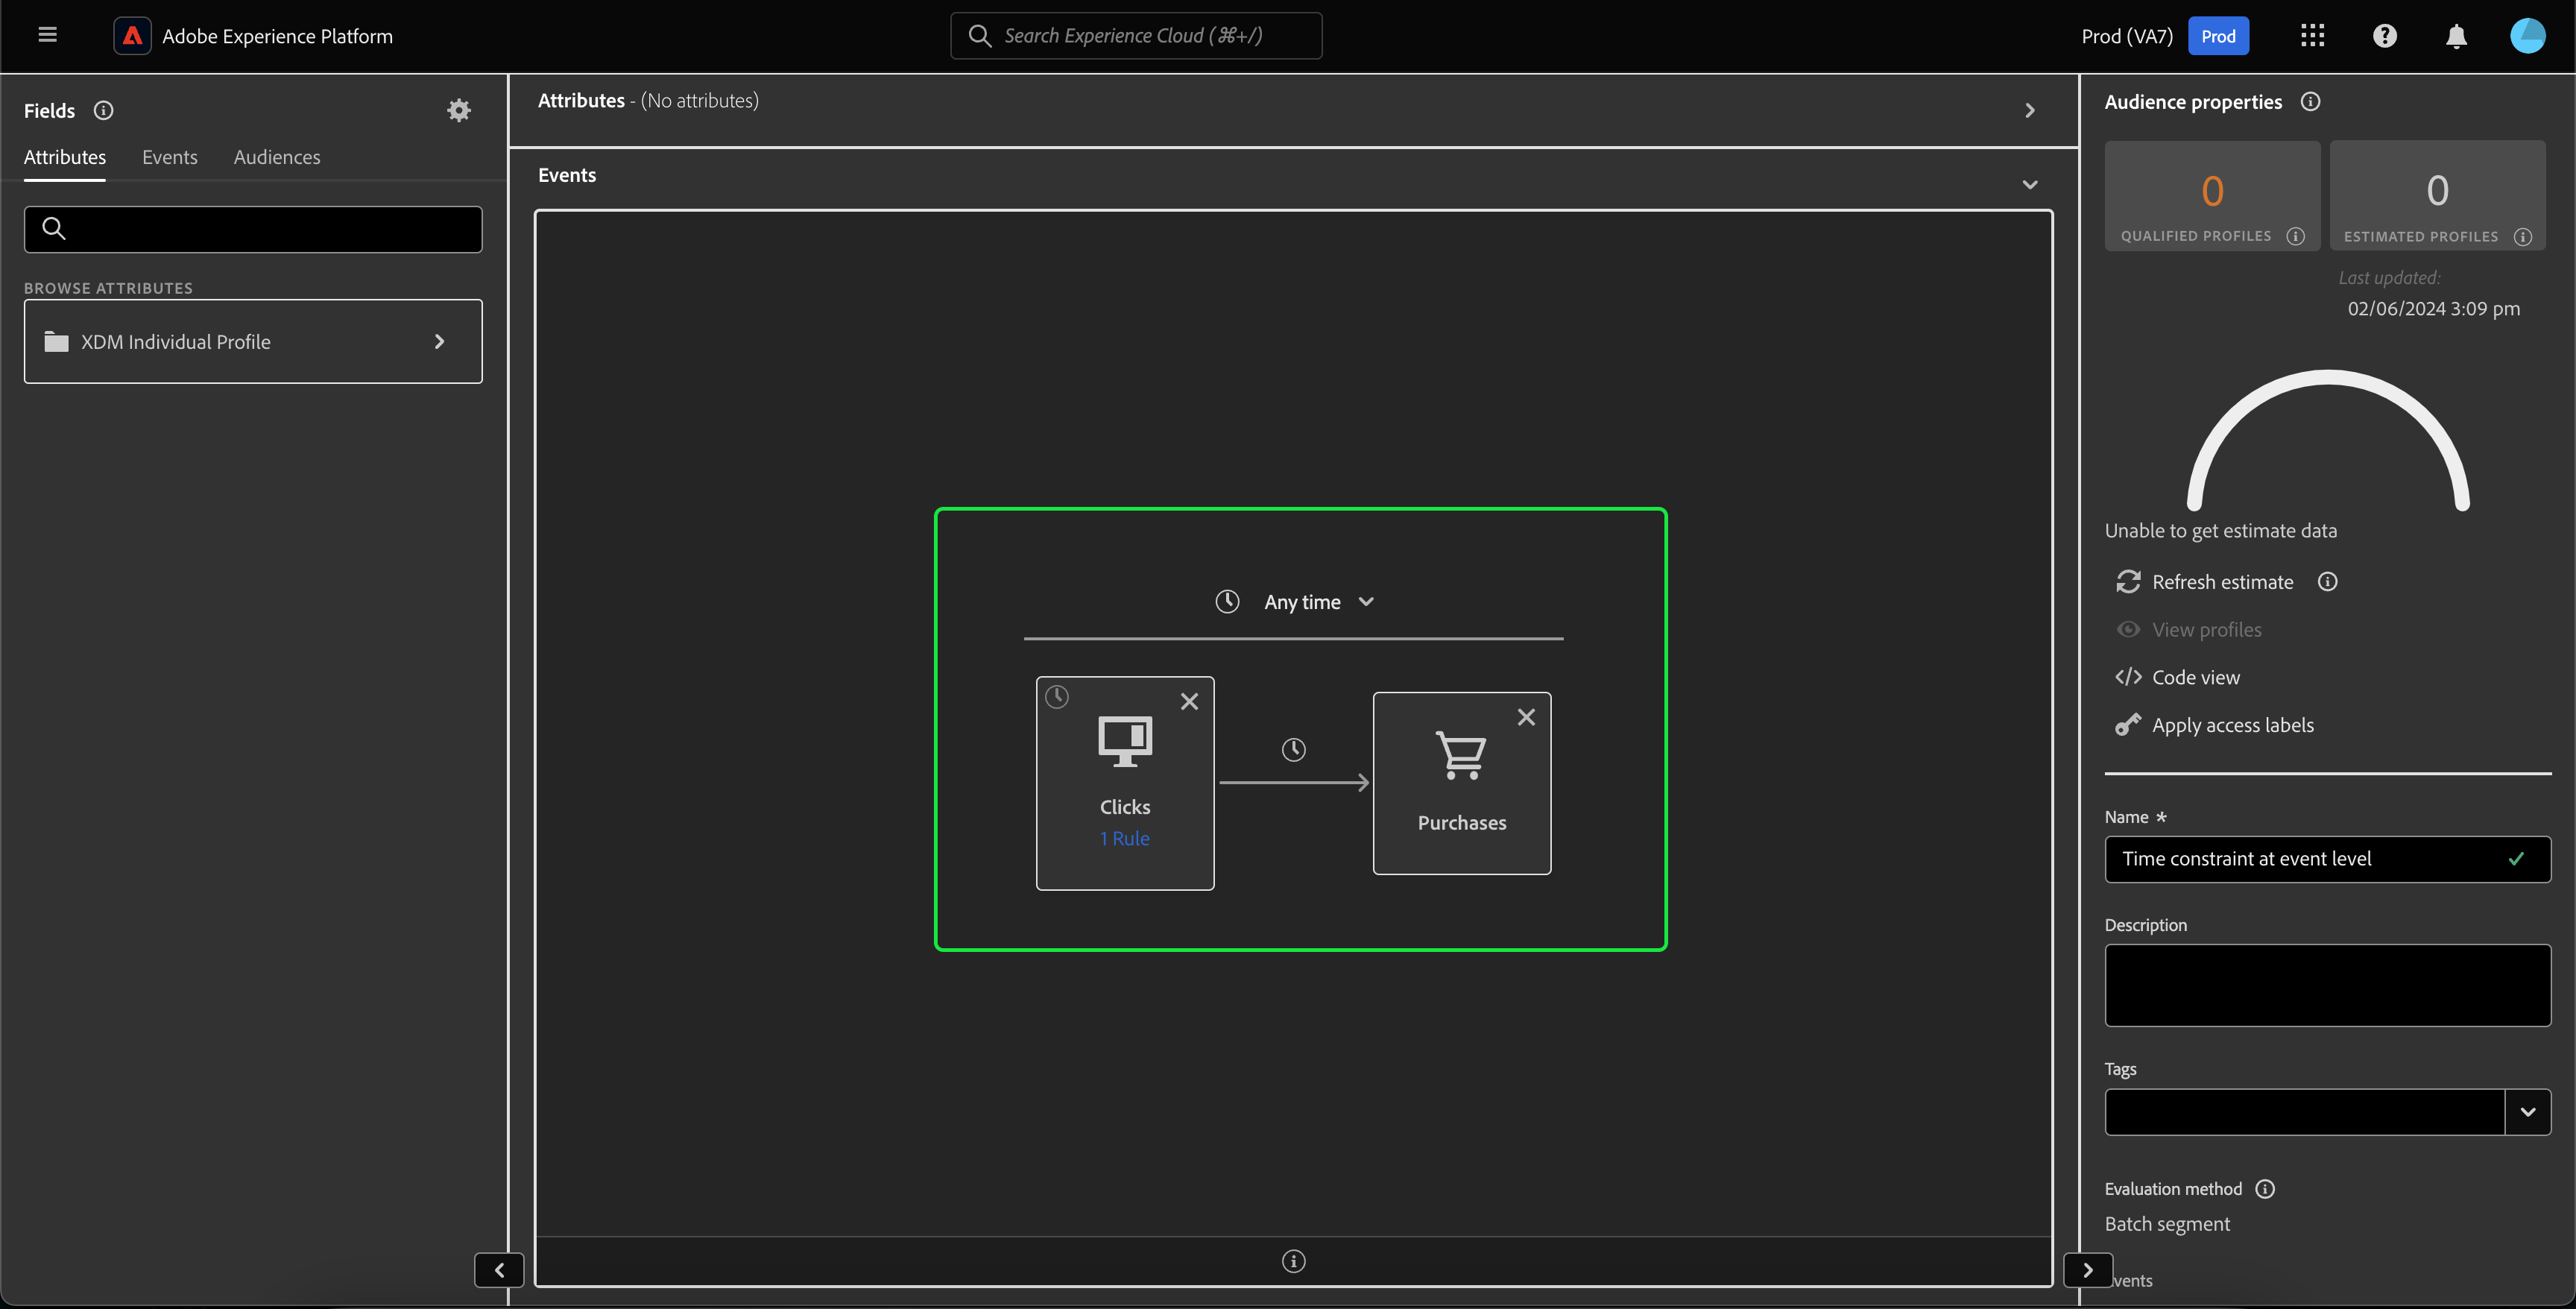 Adobe Experience Platform
Search Experience Cloud (⌘+/)
Prod (VA7)
Prod
Fields
Attributes
Events
Audiences
BROWSE ATTRIBUTES
XDM Individual Profile
Attributes - (No attributes)
Events
Any time
Clicks
1 Rule
Purchases
Audience properties
0
QUALIFIED PROFILES
0
ESTIMATED PROFILES
Last updated:
02/06/2024 3:09 pm
Unable to get estimate data
Refresh estimate
View profiles
Code view
Apply access labels
Name *
Time constraint at event level
Description
Tags
Evaluation method
Batch segment
vents